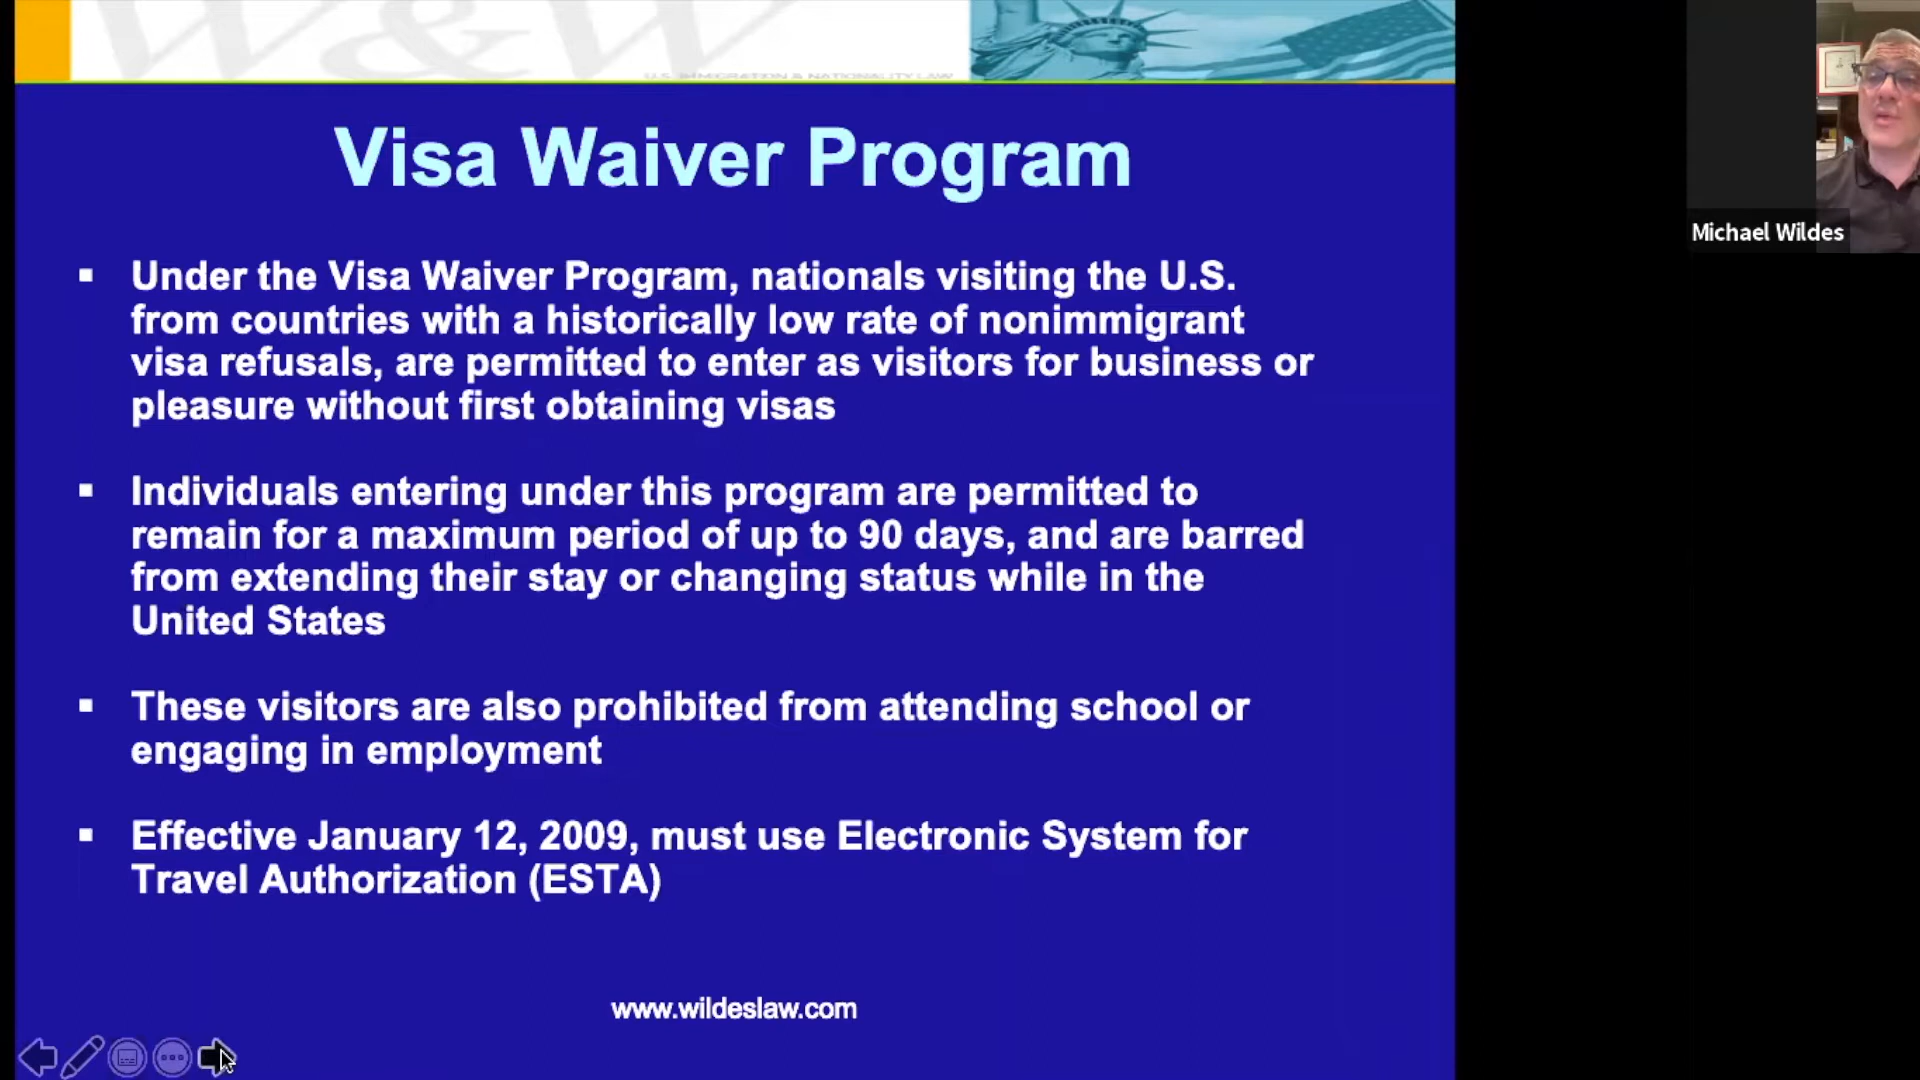 W&W
U.S. IMMIGRATION & NATIONALITY LAW
Visa Waiver Program
▪ Under the Visa Waiver Program, nationals visiting the U.S.
from countries with a historically low rate of nonimmigrant
visa refusals, are permitted to enter as visitors for business or
pleasure without first obtaining visas
▪ Individuals entering under this program are permitted to
remain for a maximum period of up to 90 days, and are barred
from extending their stay or changing status while in the
United States
▪ These visitors are also prohibited from attending school or
engaging in employment
▪ Effective January 12, 2009, must use Electronic System for
Travel Authorization (ESTA)
www.wildeslaw.com
Michael Wildes